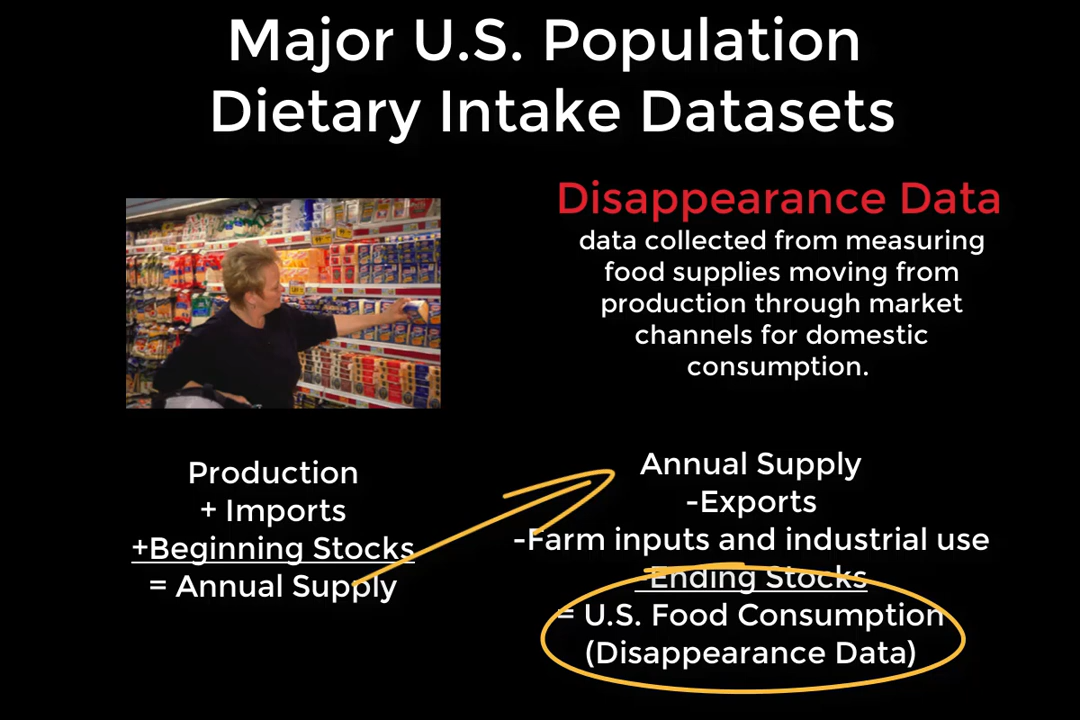 Major U.S. Population
Dietary Intake Datasets
Disappearance Data
data collected from measuring
food supplies moving from
production through market
channels for domestic
consumption.
Production
+ Imports
+Beginning Stocks
= Annual Supply
Annual Supply
-Exports
-Farm inputs and industrial use
-Ending Stocks
= U.S. Food Consumption
(Disappearance Data)